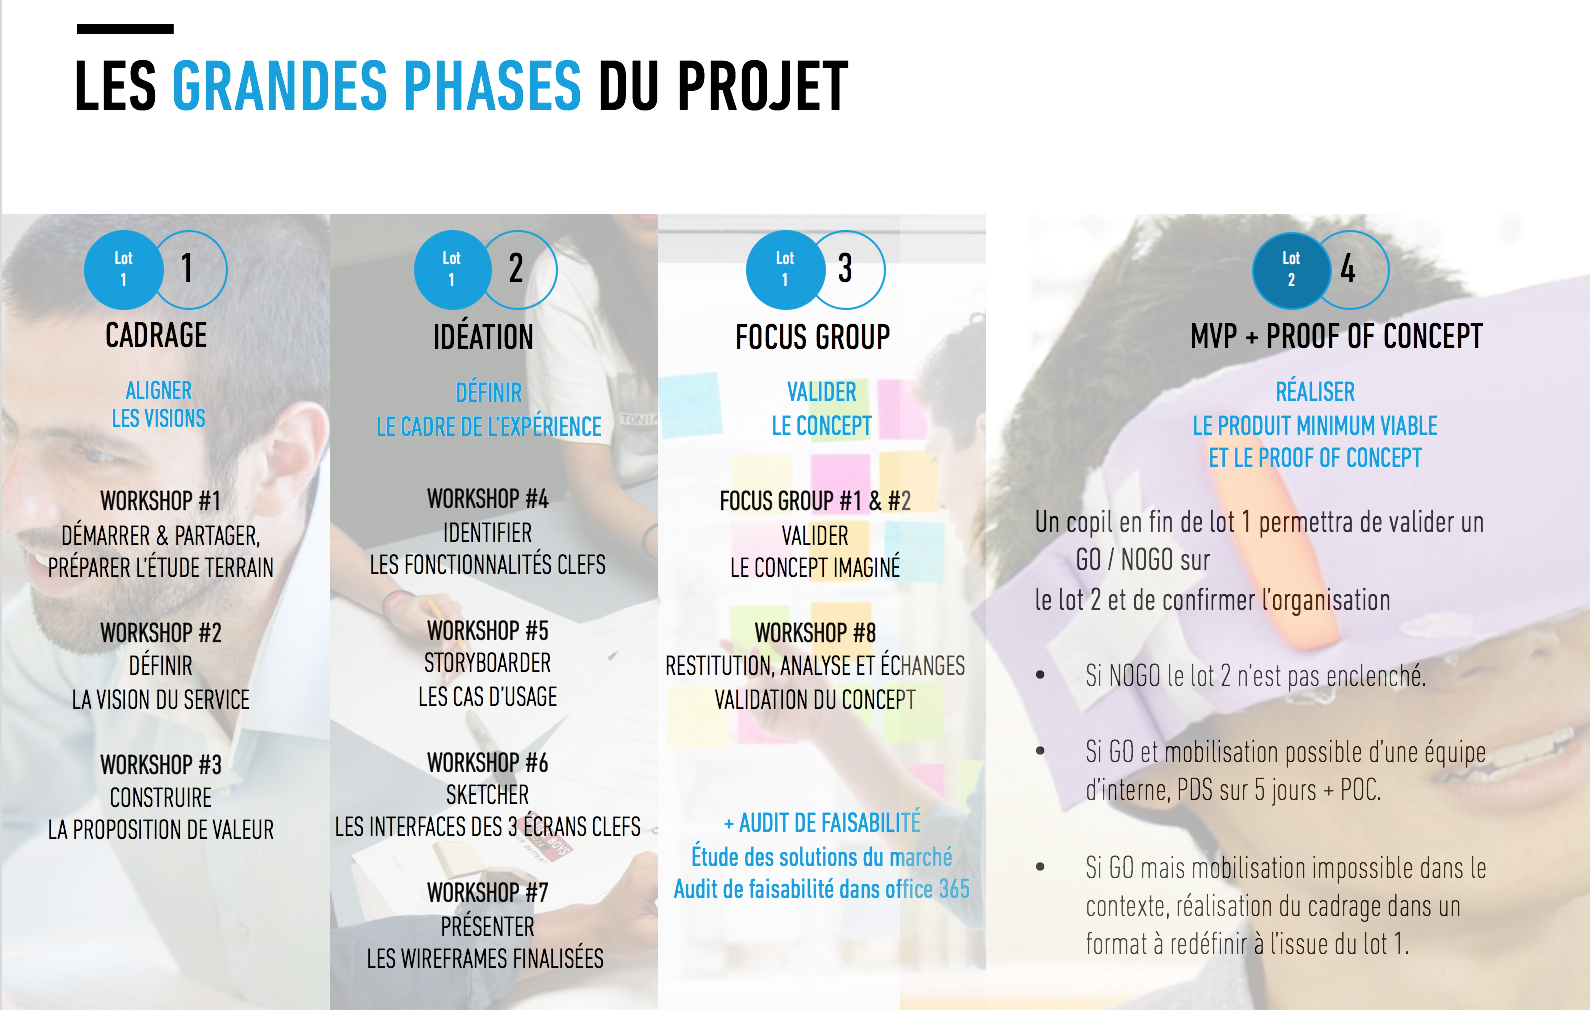 LES GRANDES PHASES DU PROJET
Lot
1
1
CADRAGE
ALIGNER
LES VISIONS
WORKSHOP #1
DÉMARRER & PARTAGER,
PRÉPARER L'ÉTUDE TERRAIN
WORKSHOP #2
DÉFINIR
LA VISION DU SERVICE
WORKSHOP #3
CONSTRUIRE
LA PROPOSITION DE VALEUR
Lot
1
2
IDÉATION
DÉFINIR
LE CADRE DE L'EXPÉRIENCE
WORKSHOP #4
IDENTIFIER
LES FONCTIONNALITÉS CLEFS
WORKSHOP #5
STORYBOARDER
LES CAS D'USAGE
WORKSHOP #6
SKETCHER
LES INTERFACES DES 3 ECRANS CLEFS
WORKSHOP #7
PRÉSENTER
LES WIREFRAMES FINALISÉES
Lot
1
3
FOCUS GROUP
VALIDER
LE CONCEPT
FOCUS GROUP #1 & #2
VALIDER
LE CONCEPT IMAGINÉ
WORKSHOP #8
RESTITUTION, ANALYSE ET ÉCHANGES
VALIDATION DU CONCEPT
+ AUDIT DE FAISABILITÉ
Étude des solutions du marché
Audit de faisabilité dans office 365
Lot
2
4
MVP + PROOF OF CONCEPT
RÉALISER
LE PRODUIT MINIMUM VIABLE
ET LE PROOF OF CONCEPT
Un copil en fin de lot 1 permettra de valider un
GO / NOGO sur
le lot 2 et de confirmer l'organisation
• Si NOGO le lot 2 n'est pas enclenché.
• Si GO et mobilisation possible d'une équipe
d'interne, PDS sur 5 jours + POC.
• Si GO mais mobilisation impossible dans le
contexte, réalisation du cadrage dans un
format à redéfinir à l'issue du lot 1.